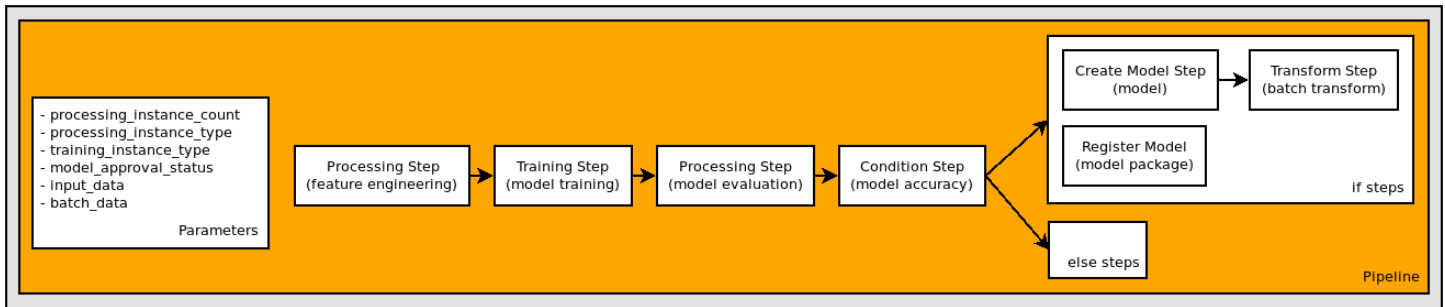 - processing_instance_count
- processing_instance_type
- training_instance_type
- model_approval_status
- input_data
- batch_data
Parameters
Processing Step
(feature engineering)
Training Step
(model training)
Processing Step
(model evaluation)
Condition Step
(model accuracy)
Create Model Step
(model)
Transform Step
(batch transform)
Register Model
(model package)
if steps
else steps
Pipeline